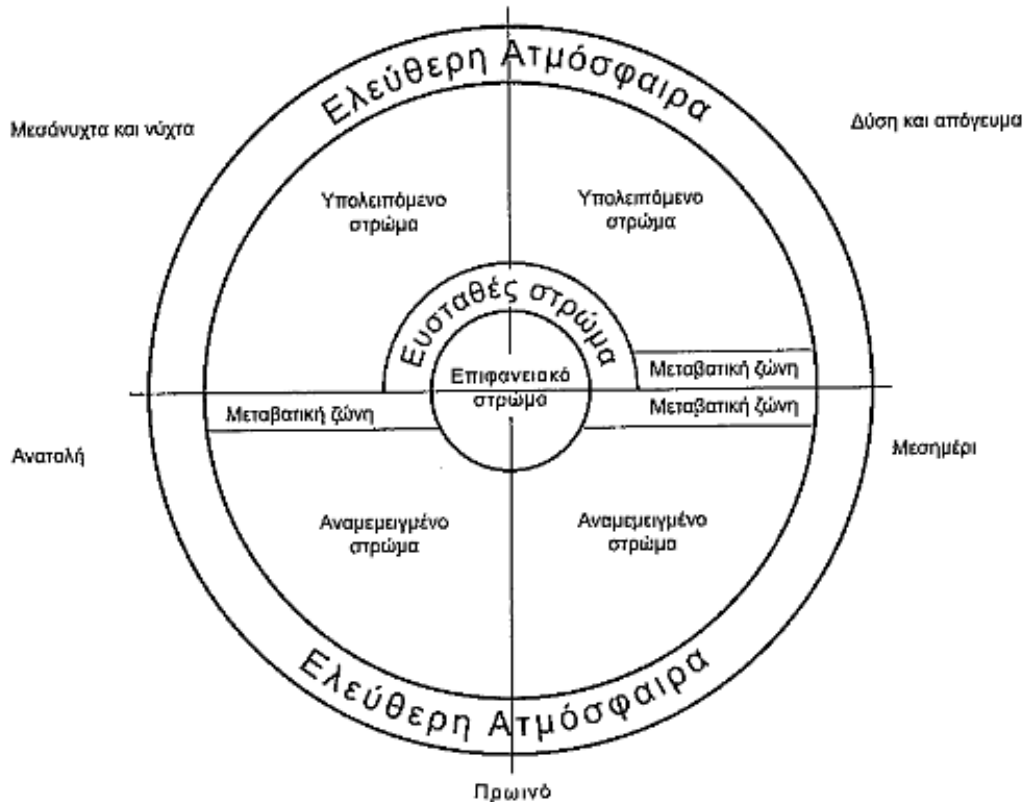 Ελεύθερη Ατμόσφαιρα
Μεσάνυχτα και νύχτα
Δύση και απόγευμα
Υπολειπόμενο
στρώμα
Υπολειπόμενο
στρώμα
Ευσταθές στρώμα
Μεταβατική ζώνη
Επιφανειακό
στρώμα
Μεταβατική ζώνη
Μεταβατική ζώνη
Ανατολή
Μεσημέρι
Αναμεμειγμένο
στρώμα
Αναμεμειγμένο
στρώμα
Ελεύθερη Ατμόσφαιρα
Πρωινό